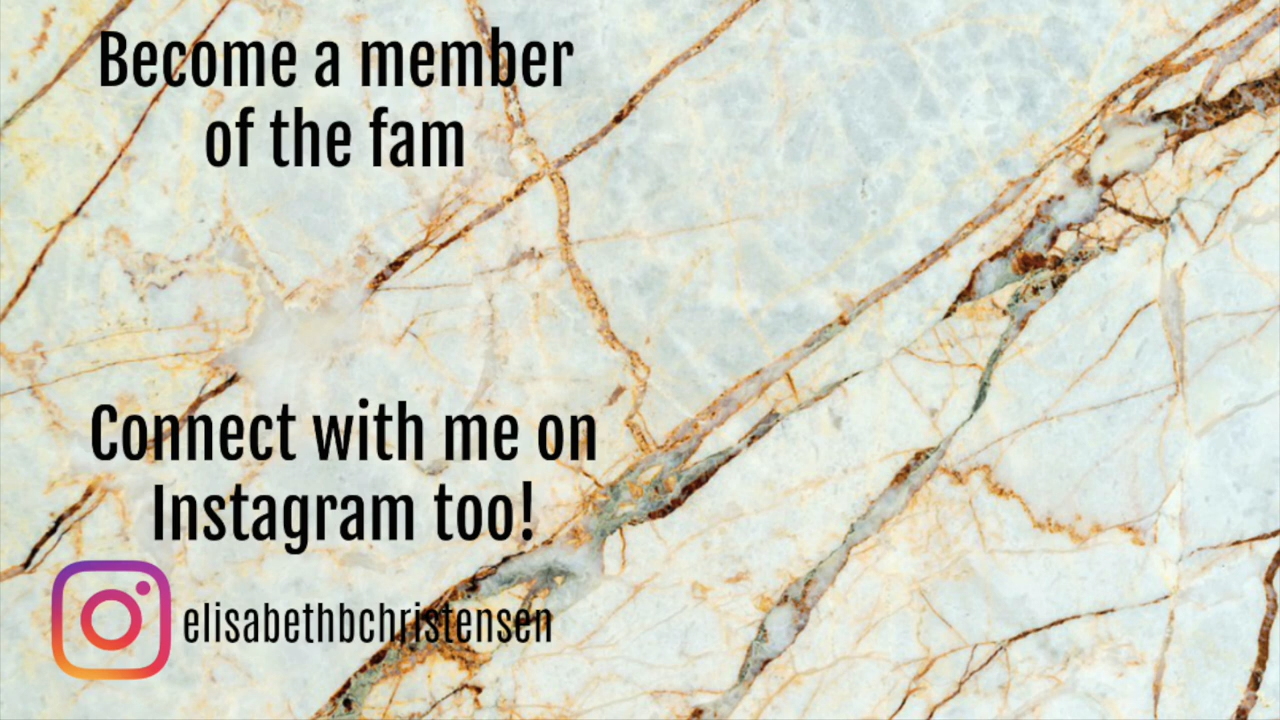 Become a member
of the fam
Connect with me on
Instagram too!
elisabethbchristensen